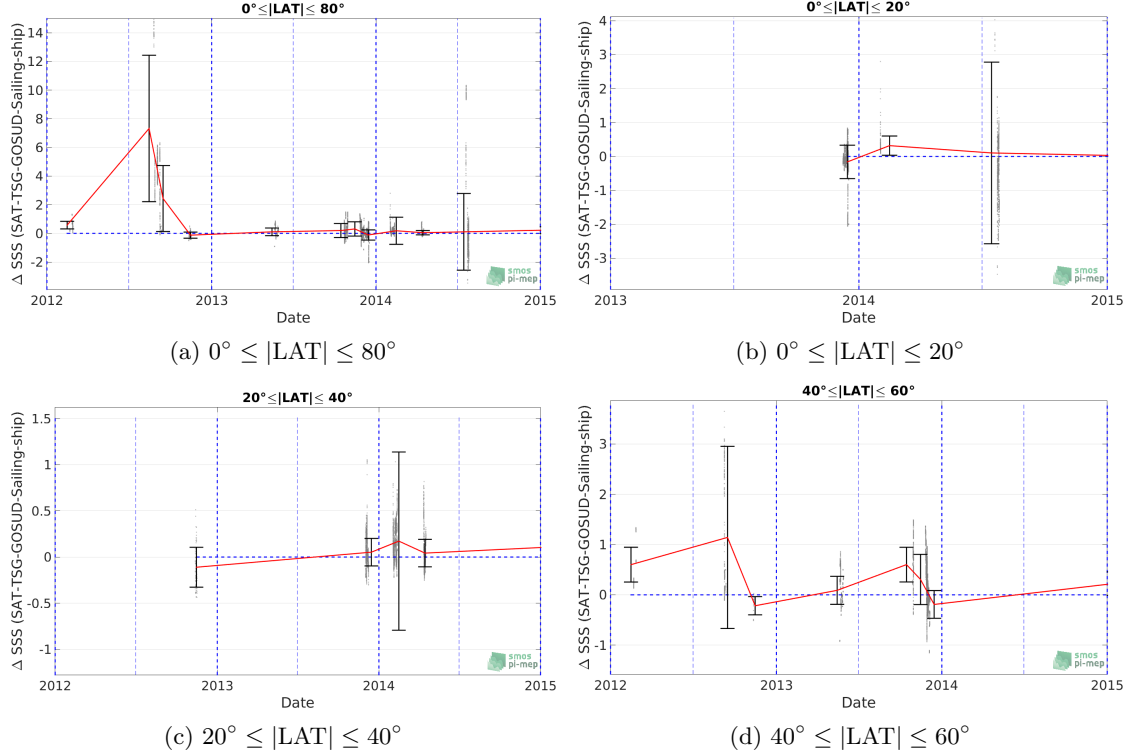 0°≤|LAT|≤ 80°
Δ SSS (SAT-TSG-GOSUD-Sailing-ship)
14
12
10
8
6
4
2
0
-2
2012
2013
2014
2015
Date
smos
pi-mep
(a) 0° ≤ |LAT| ≤ 80°
0°≤|LAT|≤ 20°
Δ SSS (SAT-TSG-GOSUD-Sailing-ship)
4
3
2
1
0
-1
-2
-3
2013
2014
2015
Date
smos
pi-mep
(b) 0° ≤ |LAT| ≤ 20°
20°≤|LAT|≤ 40°
Δ SSS (SAT-TSG-GOSUD-Sailing-ship)
1.5
1
0.5
0
-0.5
-1
2012
2013
2014
2015
Date
smos
pi-mep
(c) 20° ≤ |LAT| ≤ 40°
40°≤|LAT|≤ 60°
Δ SSS (SAT-TSG-GOSUD-Sailing-ship)
3
2
1
0
-1
2012
2013
2014
2015
Date
smos
pi-mep
(d) 40° ≤ |LAT| ≤ 60°